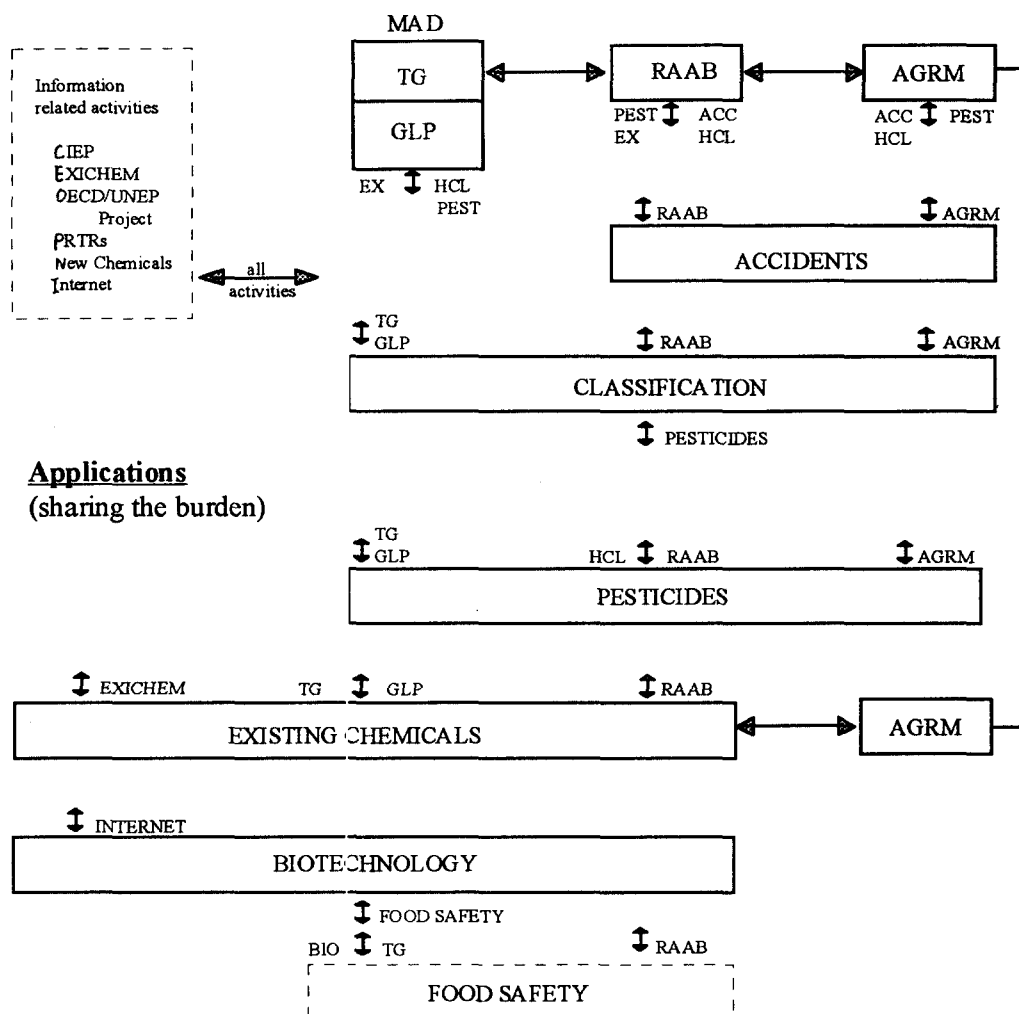 MAD
TG
GLP
RAAB
AGRM
Information
related activities
CIEP
EXICHEM
OECD/UNEP
Project
PRTRs
New Chemicals
Internet
all
activities
EX HCL
PEST
PEST ACC
EX HCL
ACC PEST
HCL
RAAB AGRM
ACCIDENTS
TG
GLP RAAB AGRM
CLASSIFICATION
PESTICIDES
Applications
(sharing the burden)
TG
GLP HCL RAAB AGRM
PESTICIDES
EXICHEM TG GLP RAAB
EXISTING CHEMICALS
AGRM
INTERNET
BIOTECHNOLOGY
FOOD SAFETY
BIO TG RAAB
FOOD SAFETY